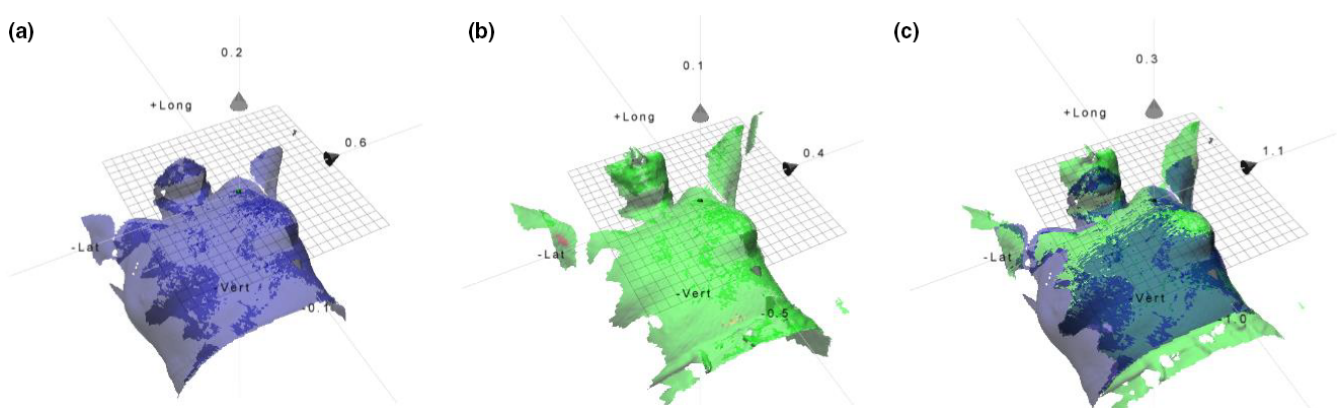 (a)
0.2
+Long
0.6
-Lat
Vert
-0.1
(b)
0.1
+Long
0.4
-Lat
-Vert
-0.5
(c)
0.3
+Long
1.1
-Lat
-Vert
-1.0